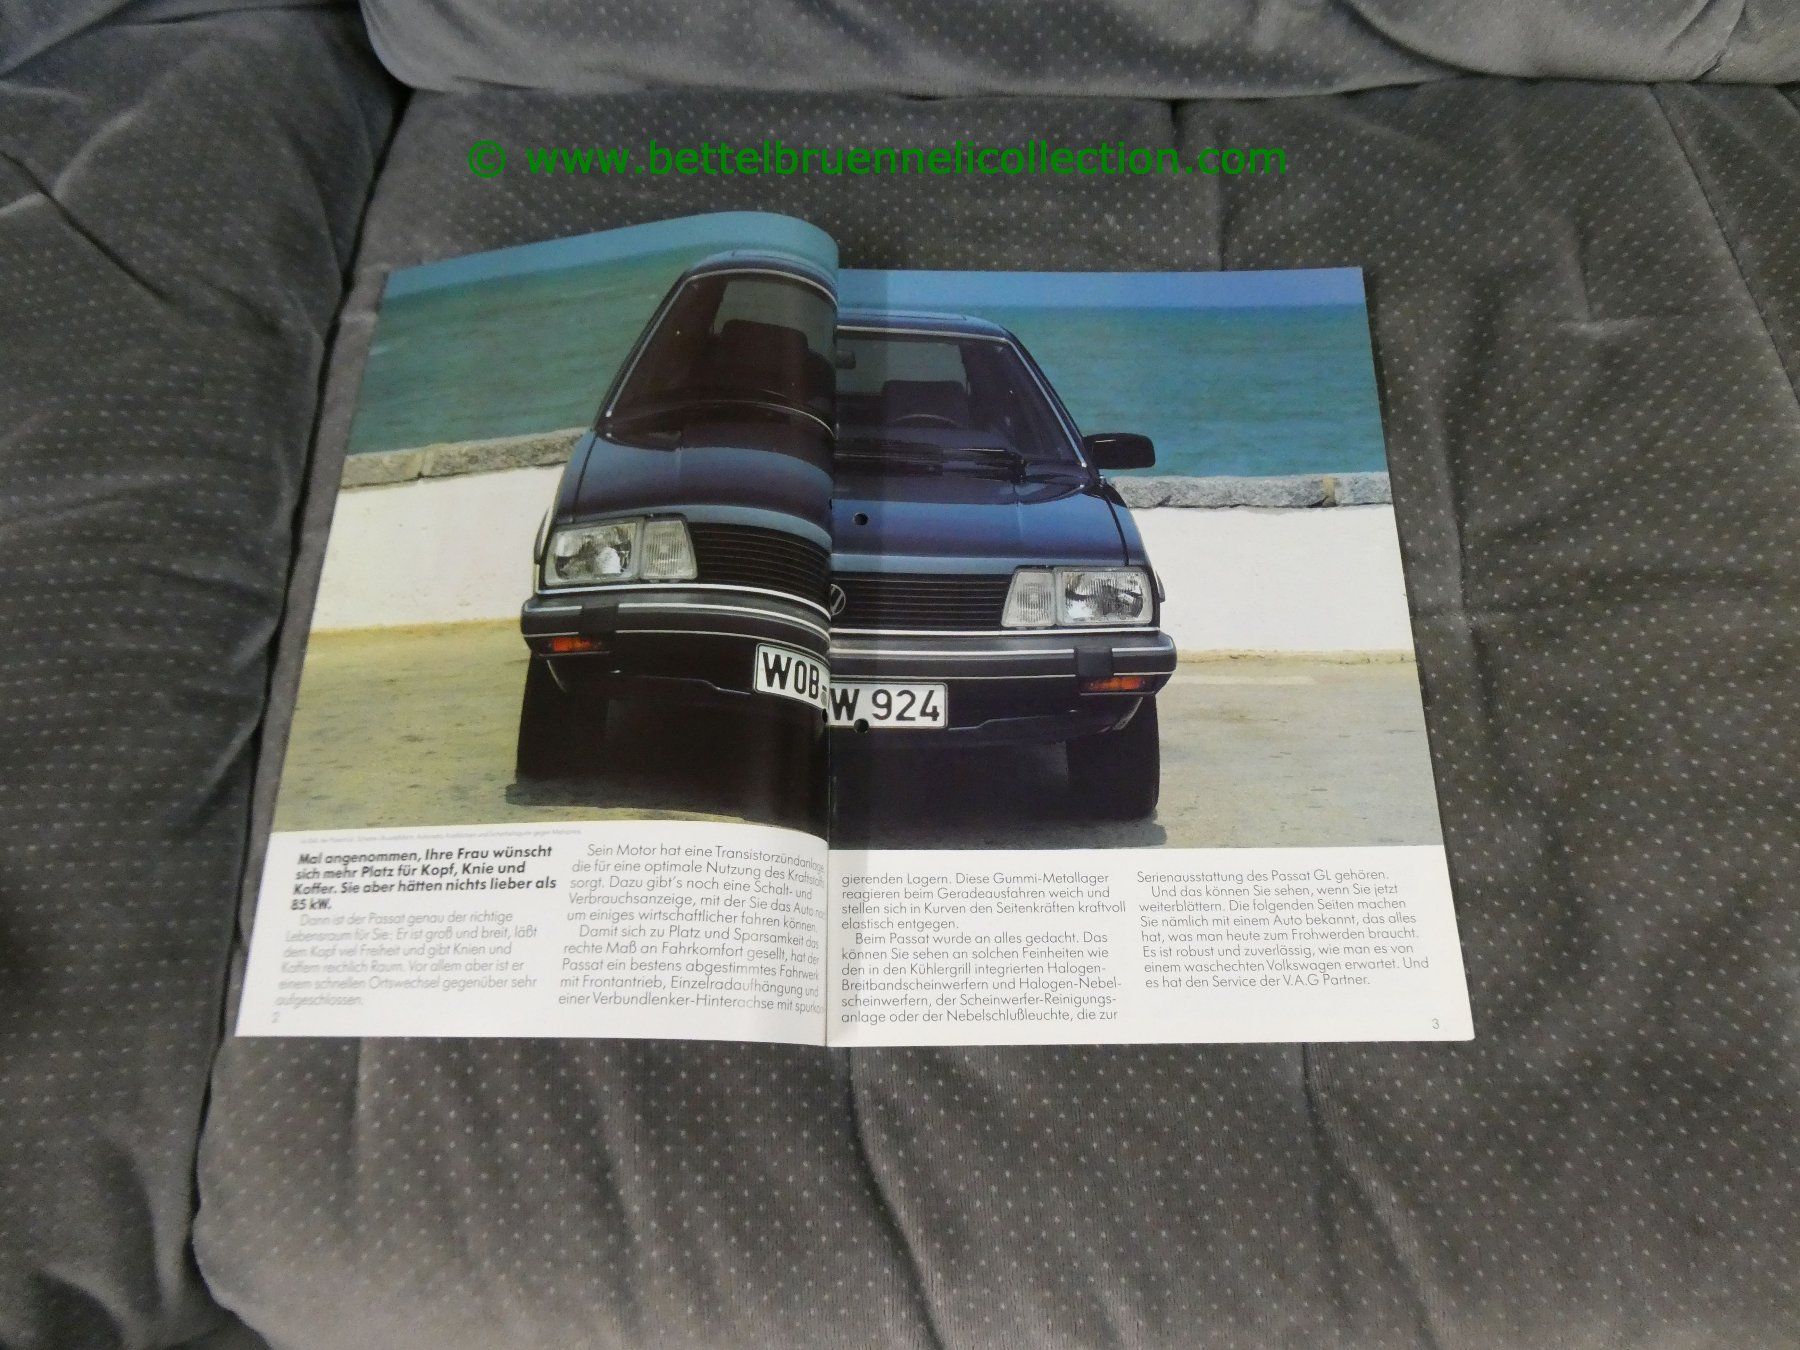 © www.bettelbruennelicollection.com
WOB-
W 924
Mal angenommen, Ihre Frau wünscht
sich mehr Platz für Kopf, Knie und
Koffer. Sie aber hätten nichts lieber als
85 kW.
Dann ist der Passat genau der richtige
Lebensraum für Sie: Er ist groß und breit, läßt
dem Kopf viel Freiheit und gibt Knien und
Koffern reichlich Raum. Vor allem aber ist er
einem schnellen Ortswechsel gegenüber sehr
aufgeschlossen.
2
Sein Motor hat eine Transistorzündanlage,
die für eine optimale Nutzung des Kraftstoffs
sorgt. Dazu gibt's noch eine Schalt- und
Verbrauchsanzeige, mit der Sie das Auto noch
um einiges wirtschaftlicher fahren können.
Damit sich zu Platz und Sparsamkeit das
rechte Maß an Fahrkomfort gesellt, hat der
Passat ein bestens abgestimmtes Fahrwerk
mit Frontantrieb, Einzelradaufhängung und
einer Verbundlenker-Hinterachse mit
gierenden Lagern. Diese Gummi-Metallager
reagieren beim Geradeausfahren weich und
stellen sich in Kurven den Seitenkräften kraftvoll
elastisch entgegen.
Beim Passat wurde an alles gedacht. Das
können Sie sehen an solchen Feinheiten wie
den in den Kühlergrill integrierten Halogen-
Breitbandscheinwerfern und Halogen-Nebel-
scheinwerfern, der Scheinwerfer-Reinigungs-
anlage oder der Nebelschlußleuchte, die zur
Serienausstattung des Passat GL gehören.
Und das können Sie sehen, wenn Sie jetzt
weiterblättern. Die folgenden Seiten machen
Sie nämlich mit einem Auto bekannt, das alles
hat, was man heute zum Frohwerden braucht.
Es ist robust und zuverlässig, wie man es von
einem waschechten Volkswagen erwartet. Und
es hat den Service der V.A.G Partner.
3